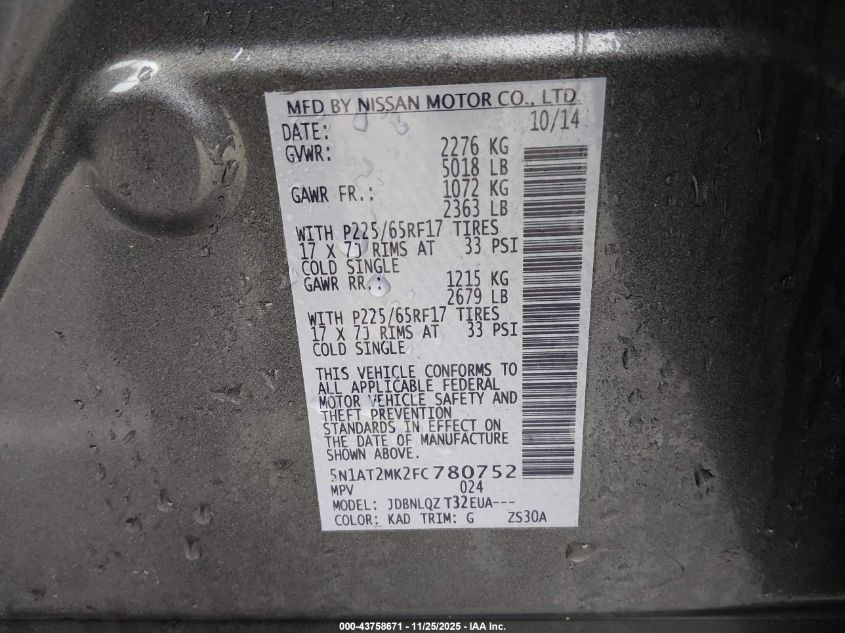 MFD BY NISSAN MOTOR CO., LTD.
DATE: 10/14
GVWR: 2276 KG
5018 LB
GAWR FR.: 1072 KG
2363 LB
WITH P225/65RF17 TIRES
17 X 7J RIMS AT 33 PSI
COLD SINGLE
GAWR RR.: 1215 KG
2679 LB
WITH P225/65RF17 TIRES
17 X 7J RIMS AT 33 PSI
COLD SINGLE
THIS VEHICLE CONFORMS TO
ALL APPLICABLE FEDERAL
MOTOR VEHICLE SAFETY AND
THEFT PREVENTION
STANDARDS IN EFFECT ON
THE DATE OF MANUFACTURE
SHOWN ABOVE.
5N1AT2MK2FC780752
MPV 024
MODEL: JDBNLQZ T32EUA---
COLOR: KAD TRIM: G ZS30A
000-43758671 - 11/25/2025 - IAA Inc.